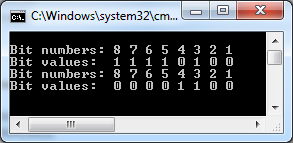 C:\Windows\system32\cm...
Bit numbers: 8 7 6 5 4 3 2 1
Bit values:  1 1 1 1 0 1 0 0
Bit numbers: 8 7 6 5 4 3 2 1
Bit values:  0 0 0 0 1 1 0 0